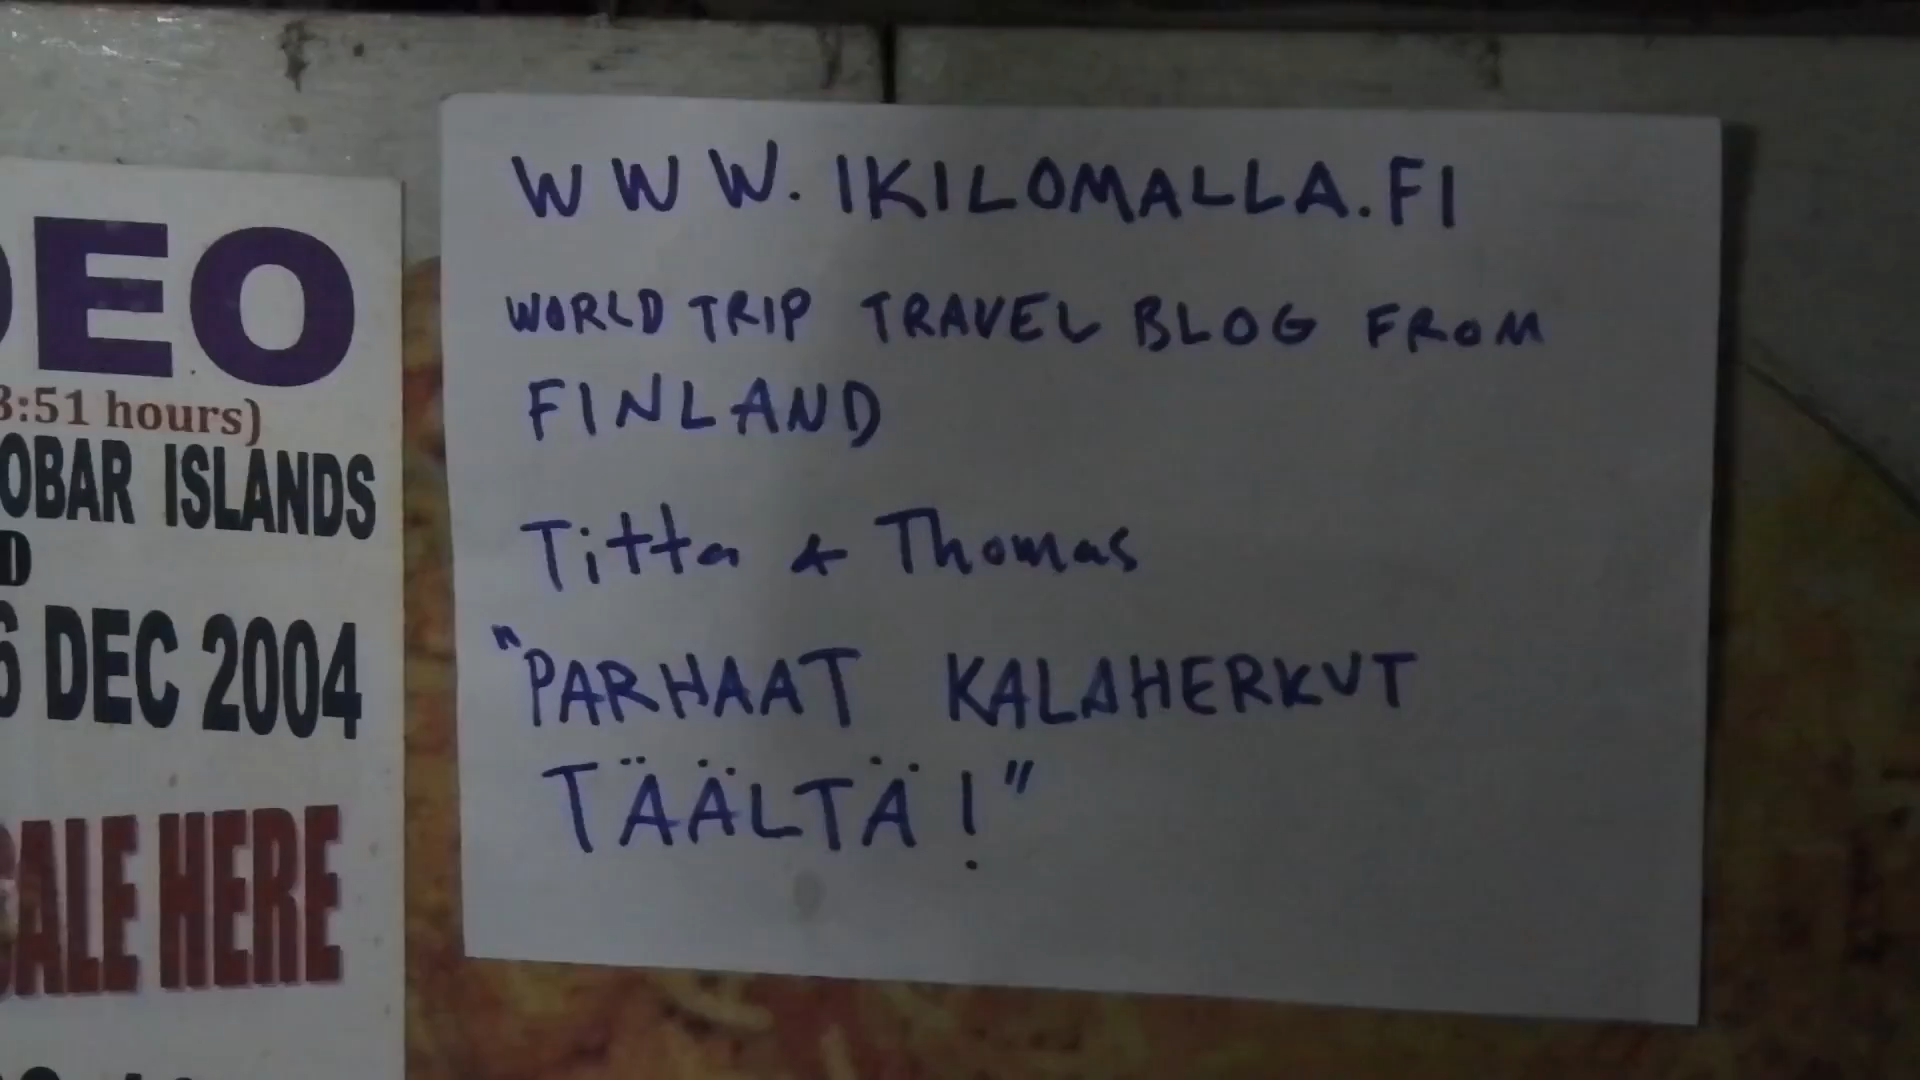 DEO
3:51 hours)
OBAR ISLANDS
D
6 DEC 2004
SALE HERE
WWW.IKILOMALLA.FI
WORLD TRIP TRAVEL BLOG FROM
FINLAND
Titta & Thomas
"PARHAAT KALAHERKUT
TÄÄLTÄ!"